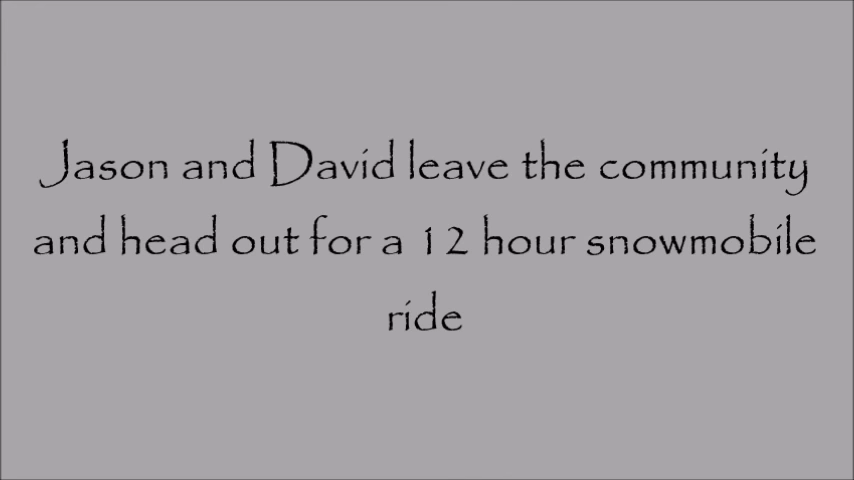 Jason and David leave the community
and head out for a 12 hour snowmobile
ride